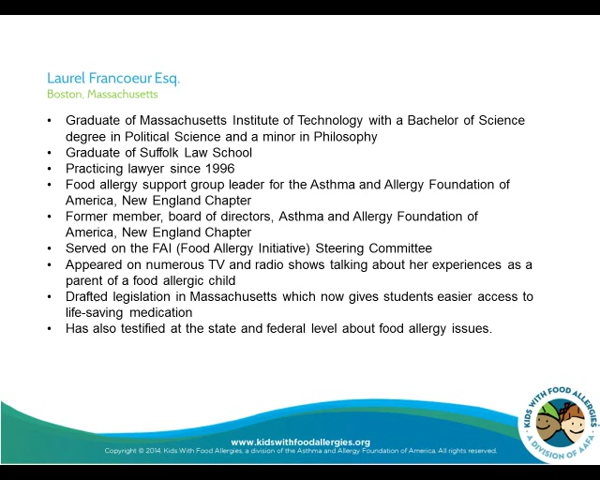 Laurel Francoeur Esq.
Boston, Massachusetts
• Graduate of Massachusetts Institute of Technology with a Bachelor of Science
degree in Political Science and a minor in Philosophy
• Graduate of Suffolk Law School
• Practicing lawyer since 1996
• Food allergy support group leader for the Asthma and Allergy Foundation of
America, New England Chapter
• Former member, board of directors, Asthma and Allergy Foundation of
America, New England Chapter
• Served on the FAI (Food Allergy Initiative) Steering Committee
• Appeared on numerous TV and radio shows talking about her experiences as a
parent of a food allergic child
• Drafted legislation in Massachusetts which now gives students easier access to
life-saving medication
• Has also testified at the state and federal level about food allergy issues.
KIDS WITH FOOD ALLERGIES
• A DIVISION OF AAFA •
www.kidswithfoodallergies.org
Copyright © 2014, Kids With Food Allergies, a division of the Asthma and Allergy Foundation of America. All rights reserved.